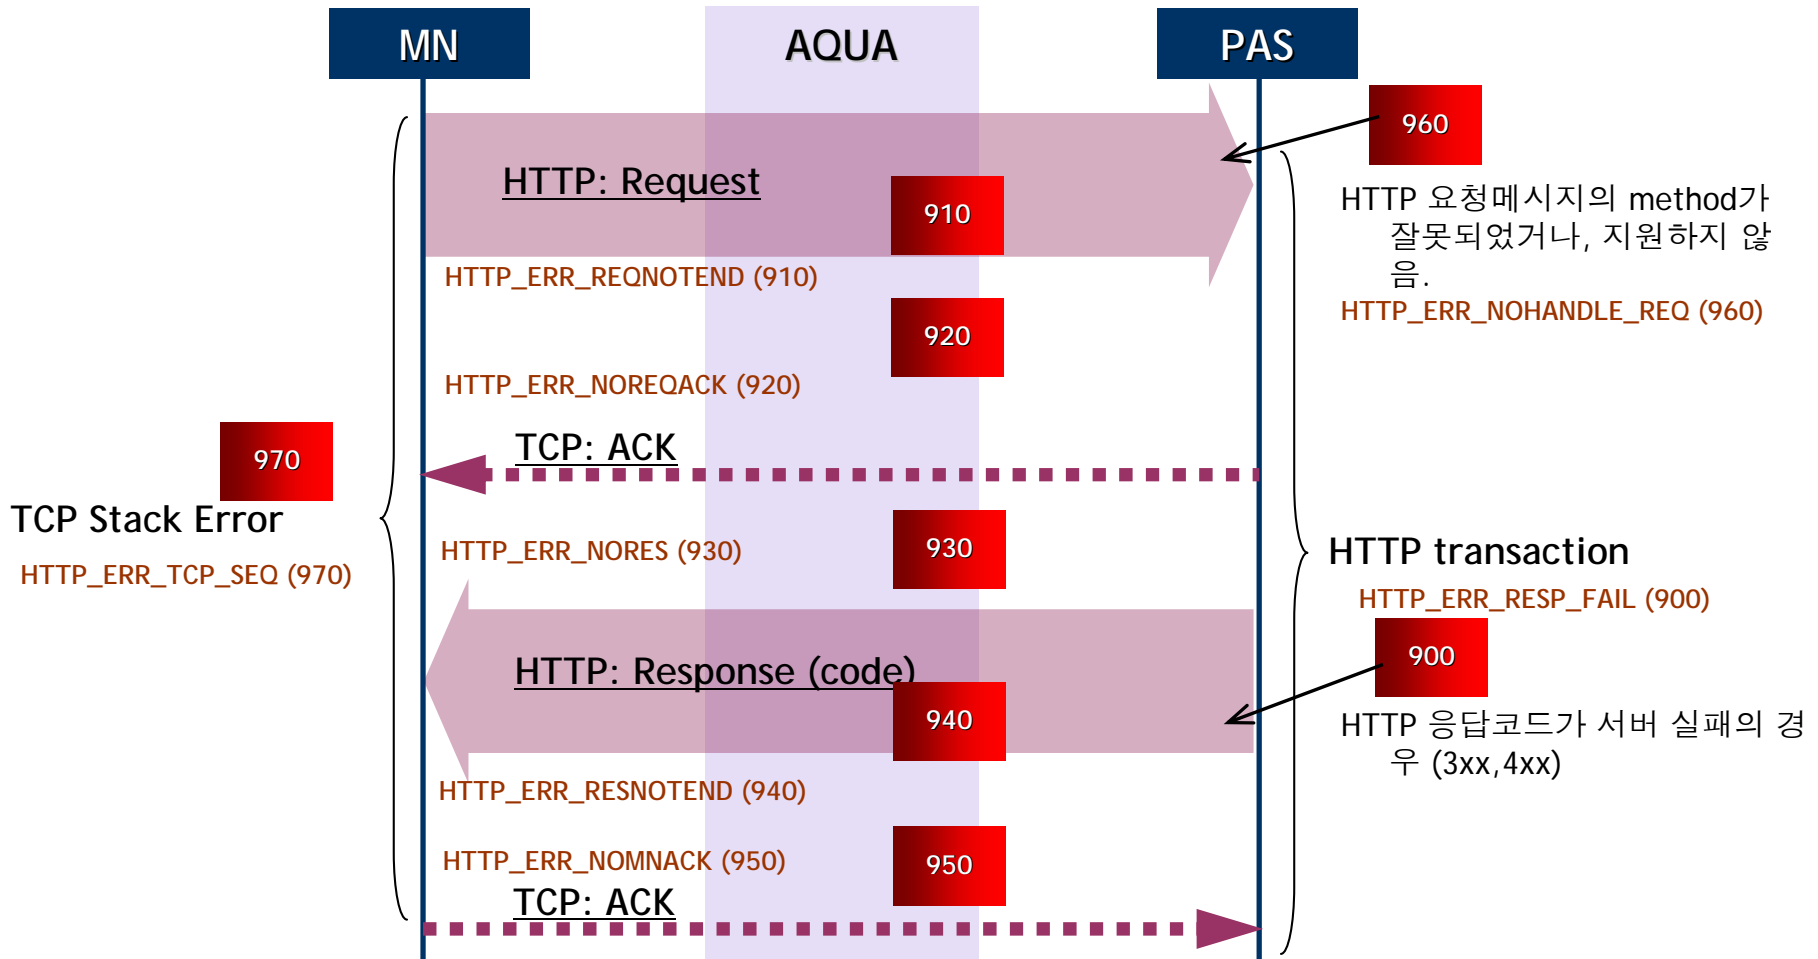 MN
AQUA
PAS
960
HTTP: Request
910
HTTP 요청메시지의 method가
잘못되었거나, 지원하지 않
음.
HTTP_ERR_REQNOTEND (910)
HTTP_ERR_NOHANDLE_REQ (960)
920
HTTP_ERR_NOREQACK (920)
TCP: ACK
970
TCP Stack Error
HTTP_ERR_TCP_SEQ (970)
HTTP_ERR_NORES (930)
930
HTTP transaction
HTTP_ERR_RESP_FAIL (900)
900
HTTP: Response (code)
940
HTTP 응답코드가 서버 실패의 경
우 (3xx,4xx)
HTTP_ERR_RESNOTEND (940)
HTTP_ERR_NOMNACK (950)
950
TCP: ACK